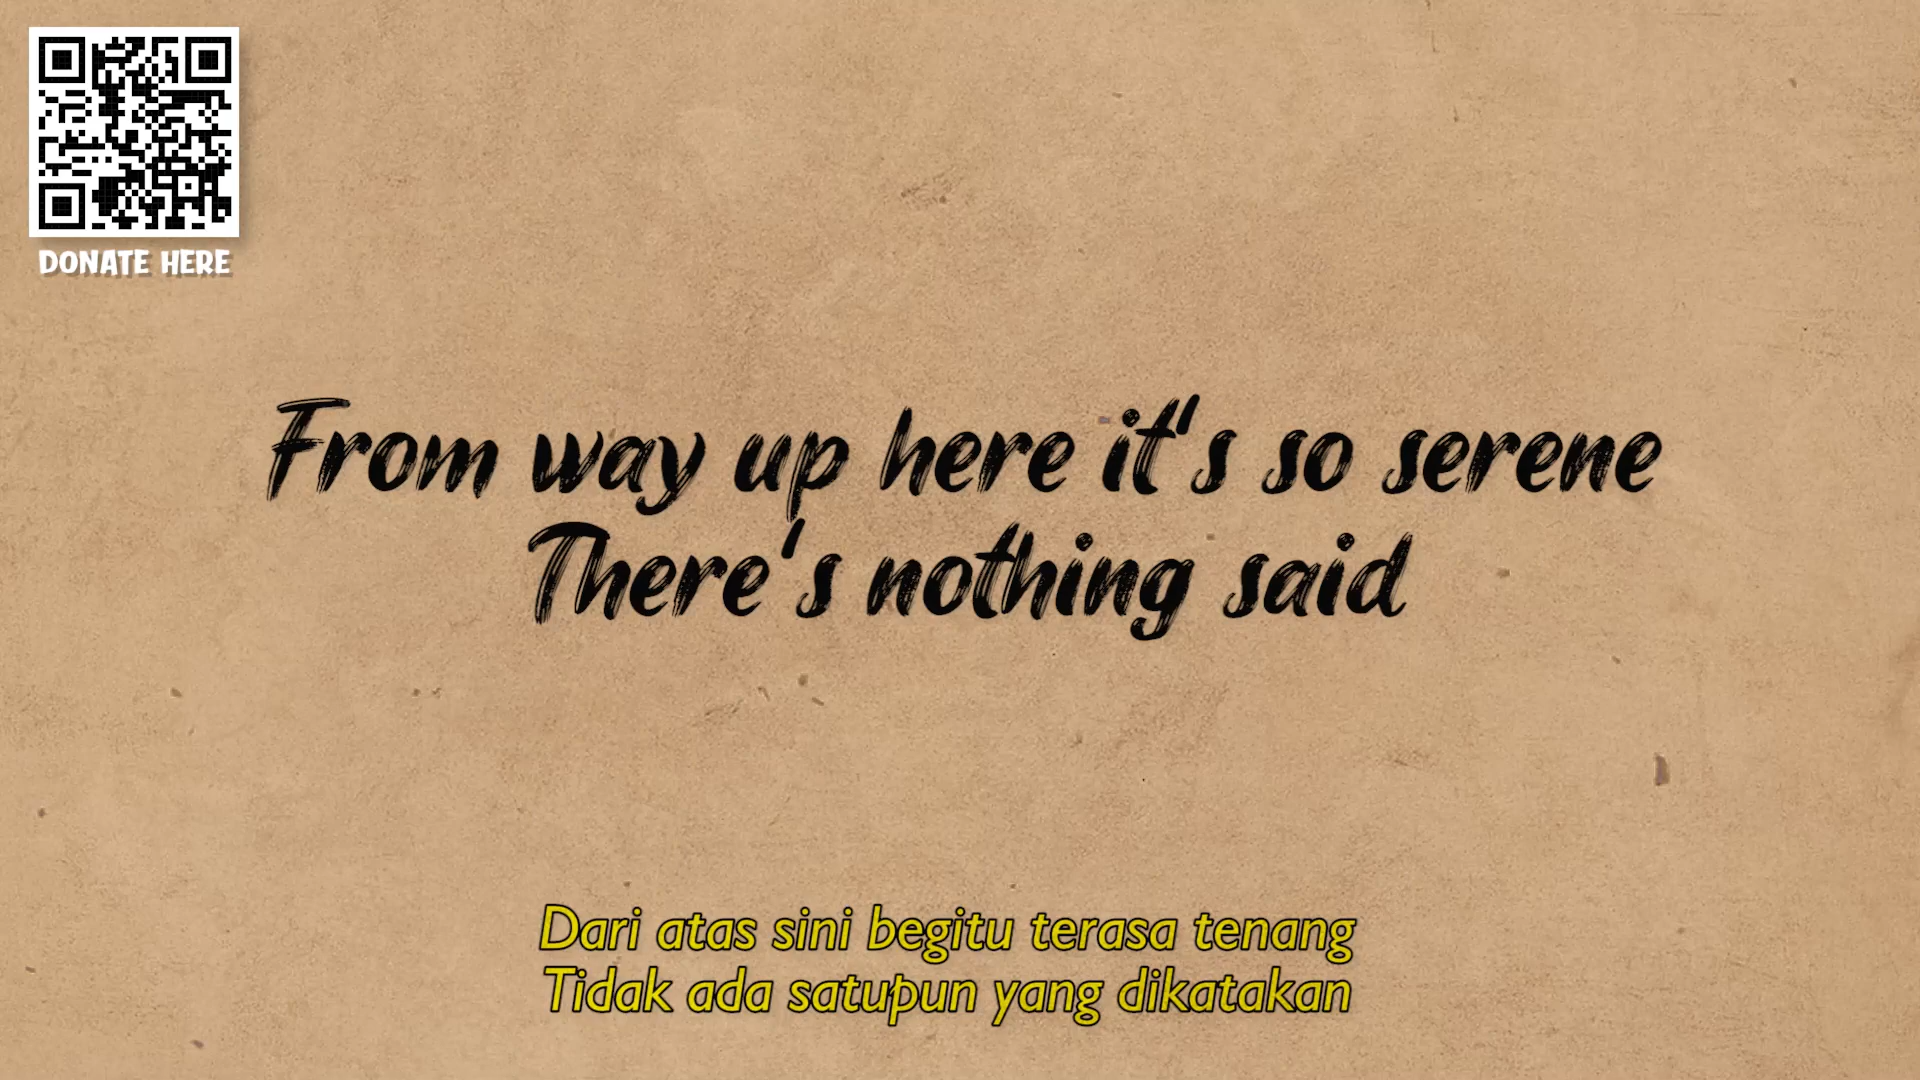 DONATE HERE
From way up here it's so serene
There's nothing said
Dari atas sini begitu terasa tenang
Tidak ada satupun yang dikatakan